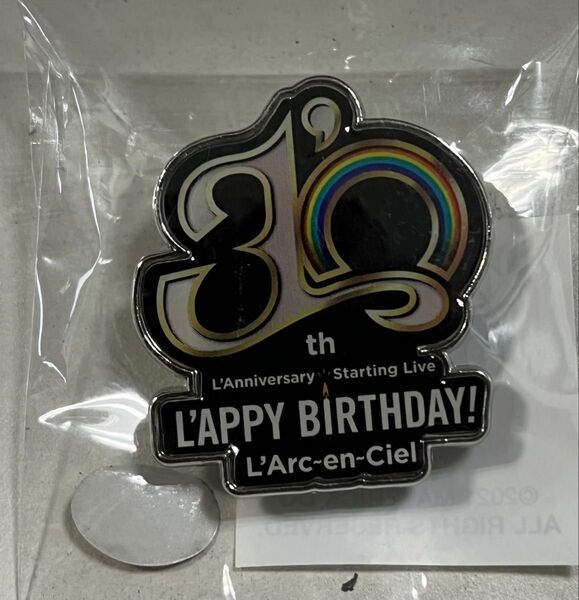 30
th
L'Anniversary Starting Live
L'APPY BIRTHDAY!
L'Arc~en~Ciel
ALL RIGHTS RESERVED.